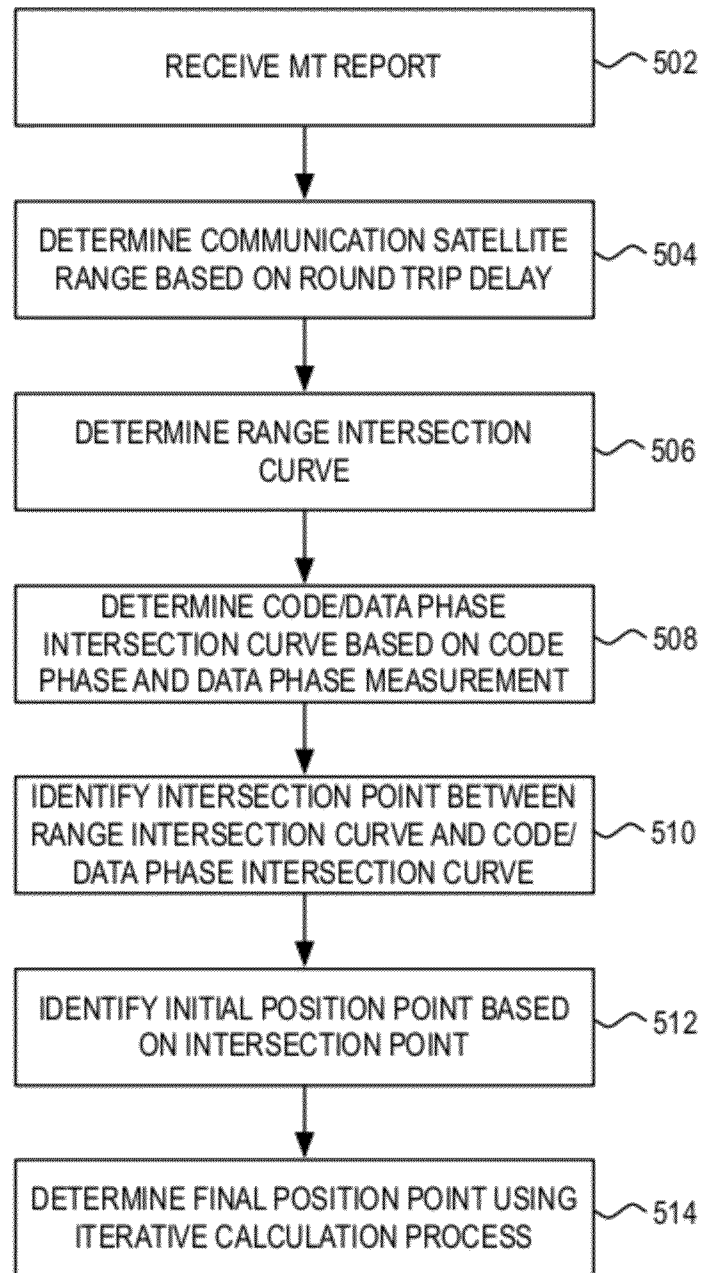 RECEIVE MT REPORT
502
DETERMINE COMMUNICATION SATELLITE
RANGE BASED ON ROUND TRIP DELAY
504
DETERMINE RANGE INTERSECTION
CURVE
506
DETERMINE CODE/DATA PHASE
INTERSECTION CURVE BASED ON CODE
PHASE AND DATA PHASE MEASUREMENT
508
IDENTIFY INTERSECTION POINT BETWEEN
RANGE INTERSECTION CURVE AND CODE/
DATA PHASE INTERSECTION CURVE
510
IDENTIFY INITIAL POSITION POINT BASED
ON INTERSECTION POINT
512
DETERMINE FINAL POSITION POINT USING
ITERATIVE CALCULATION PROCESS
514